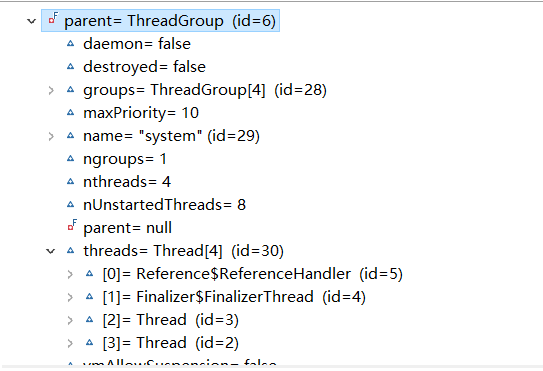 parent= ThreadGroup (id=6)
daemon= false
destroyed= false
groups= ThreadGroup[4] (id=28)
maxPriority= 10
name= "system" (id=29)
ngroups= 1
nthreads= 4
nUnstartedThreads= 8
parent= null
threads= Thread[4] (id=30)
[0]= Reference$ReferenceHandler (id=5)
[1]= Finalizer$FinalizerThread (id=4)
[2]= Thread (id=3)
[3]= Thread (id=2)
vmAllowSuspension= false